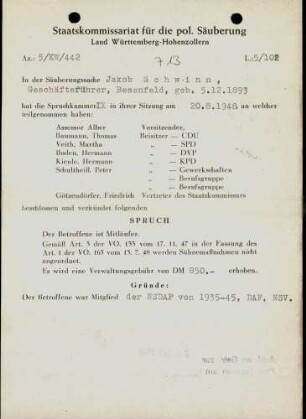 Staatskommissariat für die pol. Säuberung
Land Württemberg-Hohenzollern
Az.: 5/KW/442
713
L:5/102
In der Säuberungssache Jakob Schwinn,
Geschäftsführer, Besenfeld, geb. 5.12.1893
hat die Spruchkammer IX in ihrer Sitzung am 20.8.1948 an welcher
teilgenommen haben:
Assessor Alber Vorsitzender,
Baumann, Thomas Beisitzer — CDU
Veith, Martha „ — SPD
Boden, Hermann „ — DVP
Kienle, Hermann „ — KPD
Schultheiß, Peter „ — Gewerkschaften
„ — Berufsgruppe
„ — Berufsgruppe
Götzendörfer, Friedrich Vertreter des Staatskommissars
beschlossen und verkündet folgenden
SPRUCH
Der Betroffene ist Mitläufer.
Gemäß Art. 3 der VO. 133 vom 17. 11. 47 in der Fassung des
Art. 1 der VO. 165 vom 13. 7. 48 werden Sühnemaßnahmen nicht
angeordnet.
Es wird eine Verwaltungsgebühr von DM 850,— erhoben.
Gründe:
Der Betroffene war Mitglied der NSDAP von 1935-45, DAF, NSV.